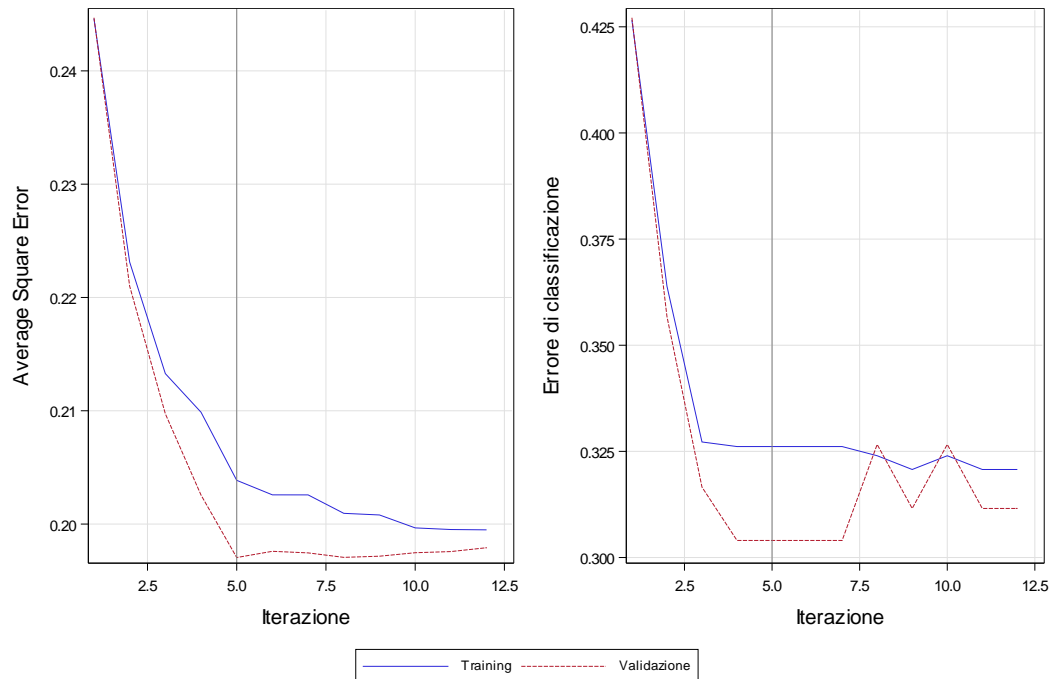 Average Square Error
0.24
0.23
0.22
0.21
0.20
2.5 5.0 7.5 10.0 12.5
Iterazione
Errore di classificazione
0.425
0.400
0.375
0.350
0.325
0.300
2.5 5.0 7.5 10.0 12.5
Iterazione
Training Validazione